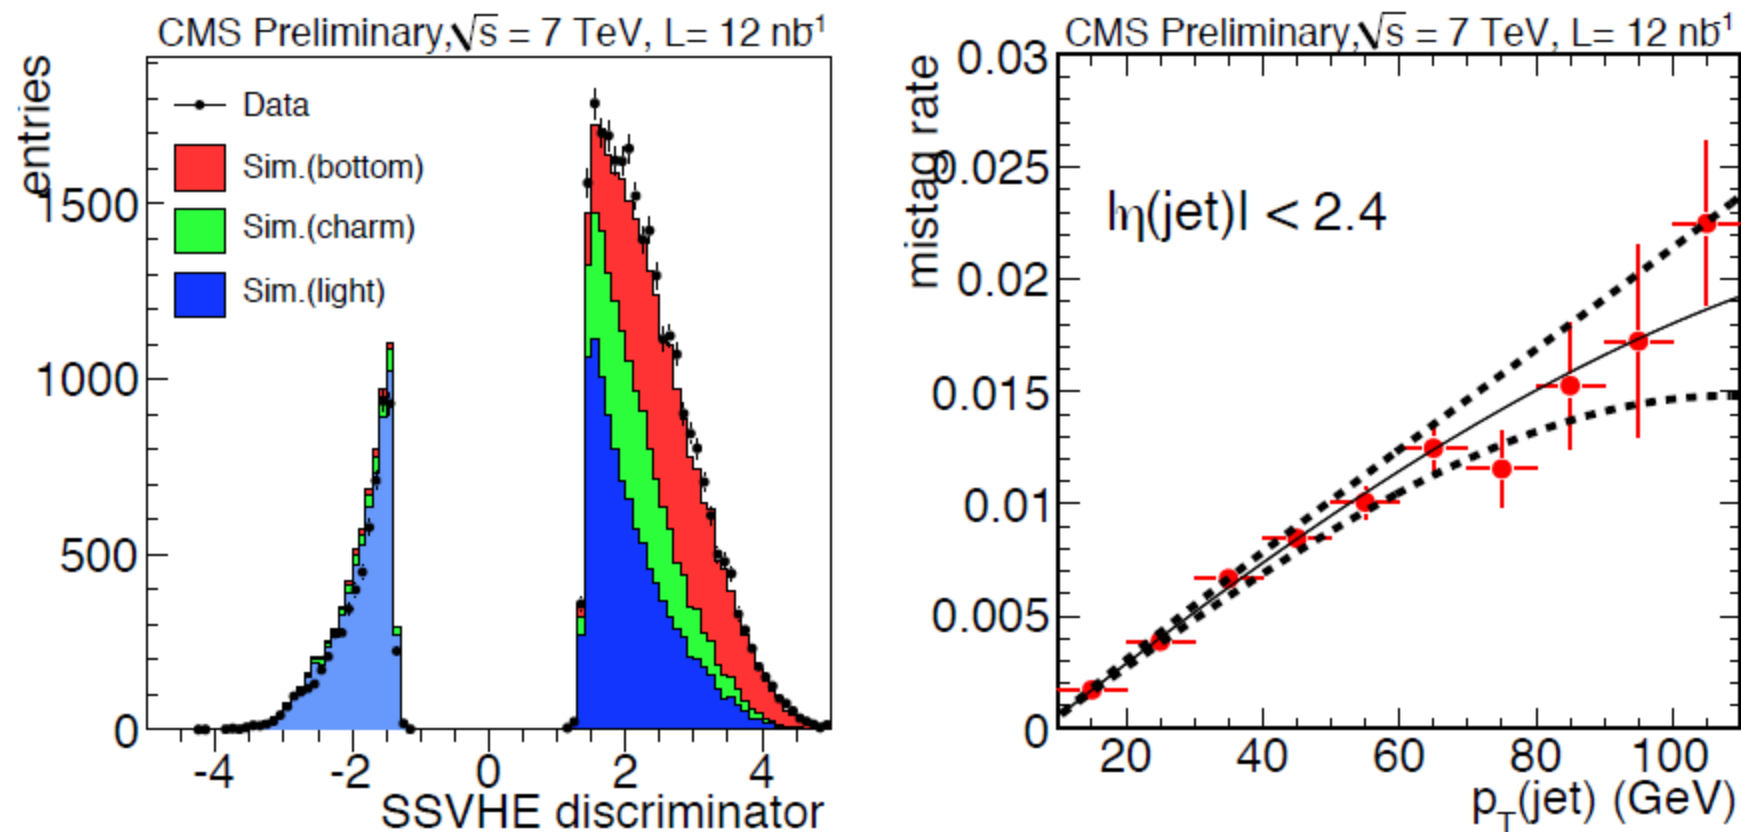 CMS Preliminary,√s = 7 TeV, L= 12 nb⁻¹
entries
Data
Sim.(bottom)
Sim.(charm)
Sim.(light)
1500
1000
500
0
-4 -2 0 2 4
SSVHE discriminator
CMS Preliminary,√s = 7 TeV, L= 12 nb⁻¹
mistag rate
|η(jet)| < 2.4
0.03
0.025
0.02
0.015
0.01
0.005
0
20 40 60 80 100
p_T(jet) (GeV)